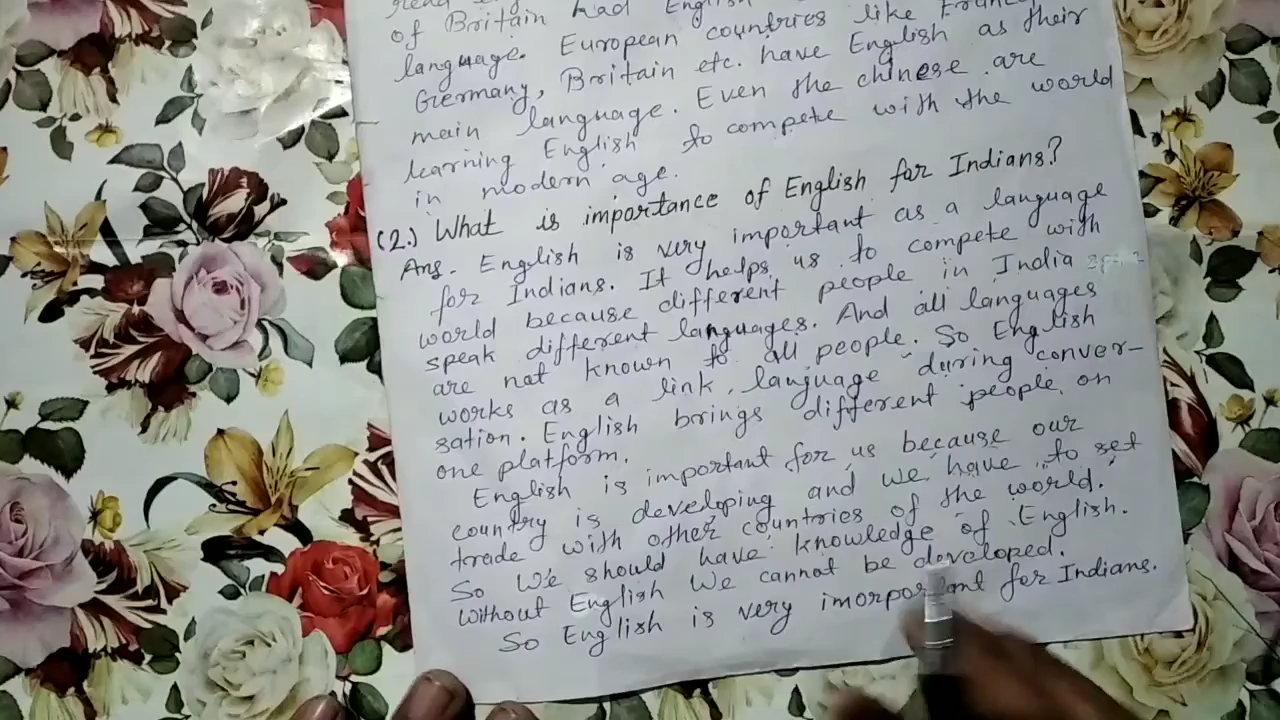 of Britain had English
language. European countries like France
Germany, Britain etc. have English as their
main language. Even the chinese are
learning English to compete with the world
in modern age.
(2.) What is importance of English for Indians?
Ans. English is very important as a language
for Indians. It helps us to compete with
world because different people in India
speak different languages. And all languages
are not known to all people. So English
works as a link language during conver-
sation. English brings different people on
one platform.
English is important for us because our
country is developing and we have to set
trade with other countries of the world.
So We should have knowledge of English.
Without English We cannot be developed.
So English is very imorportant for Indians.